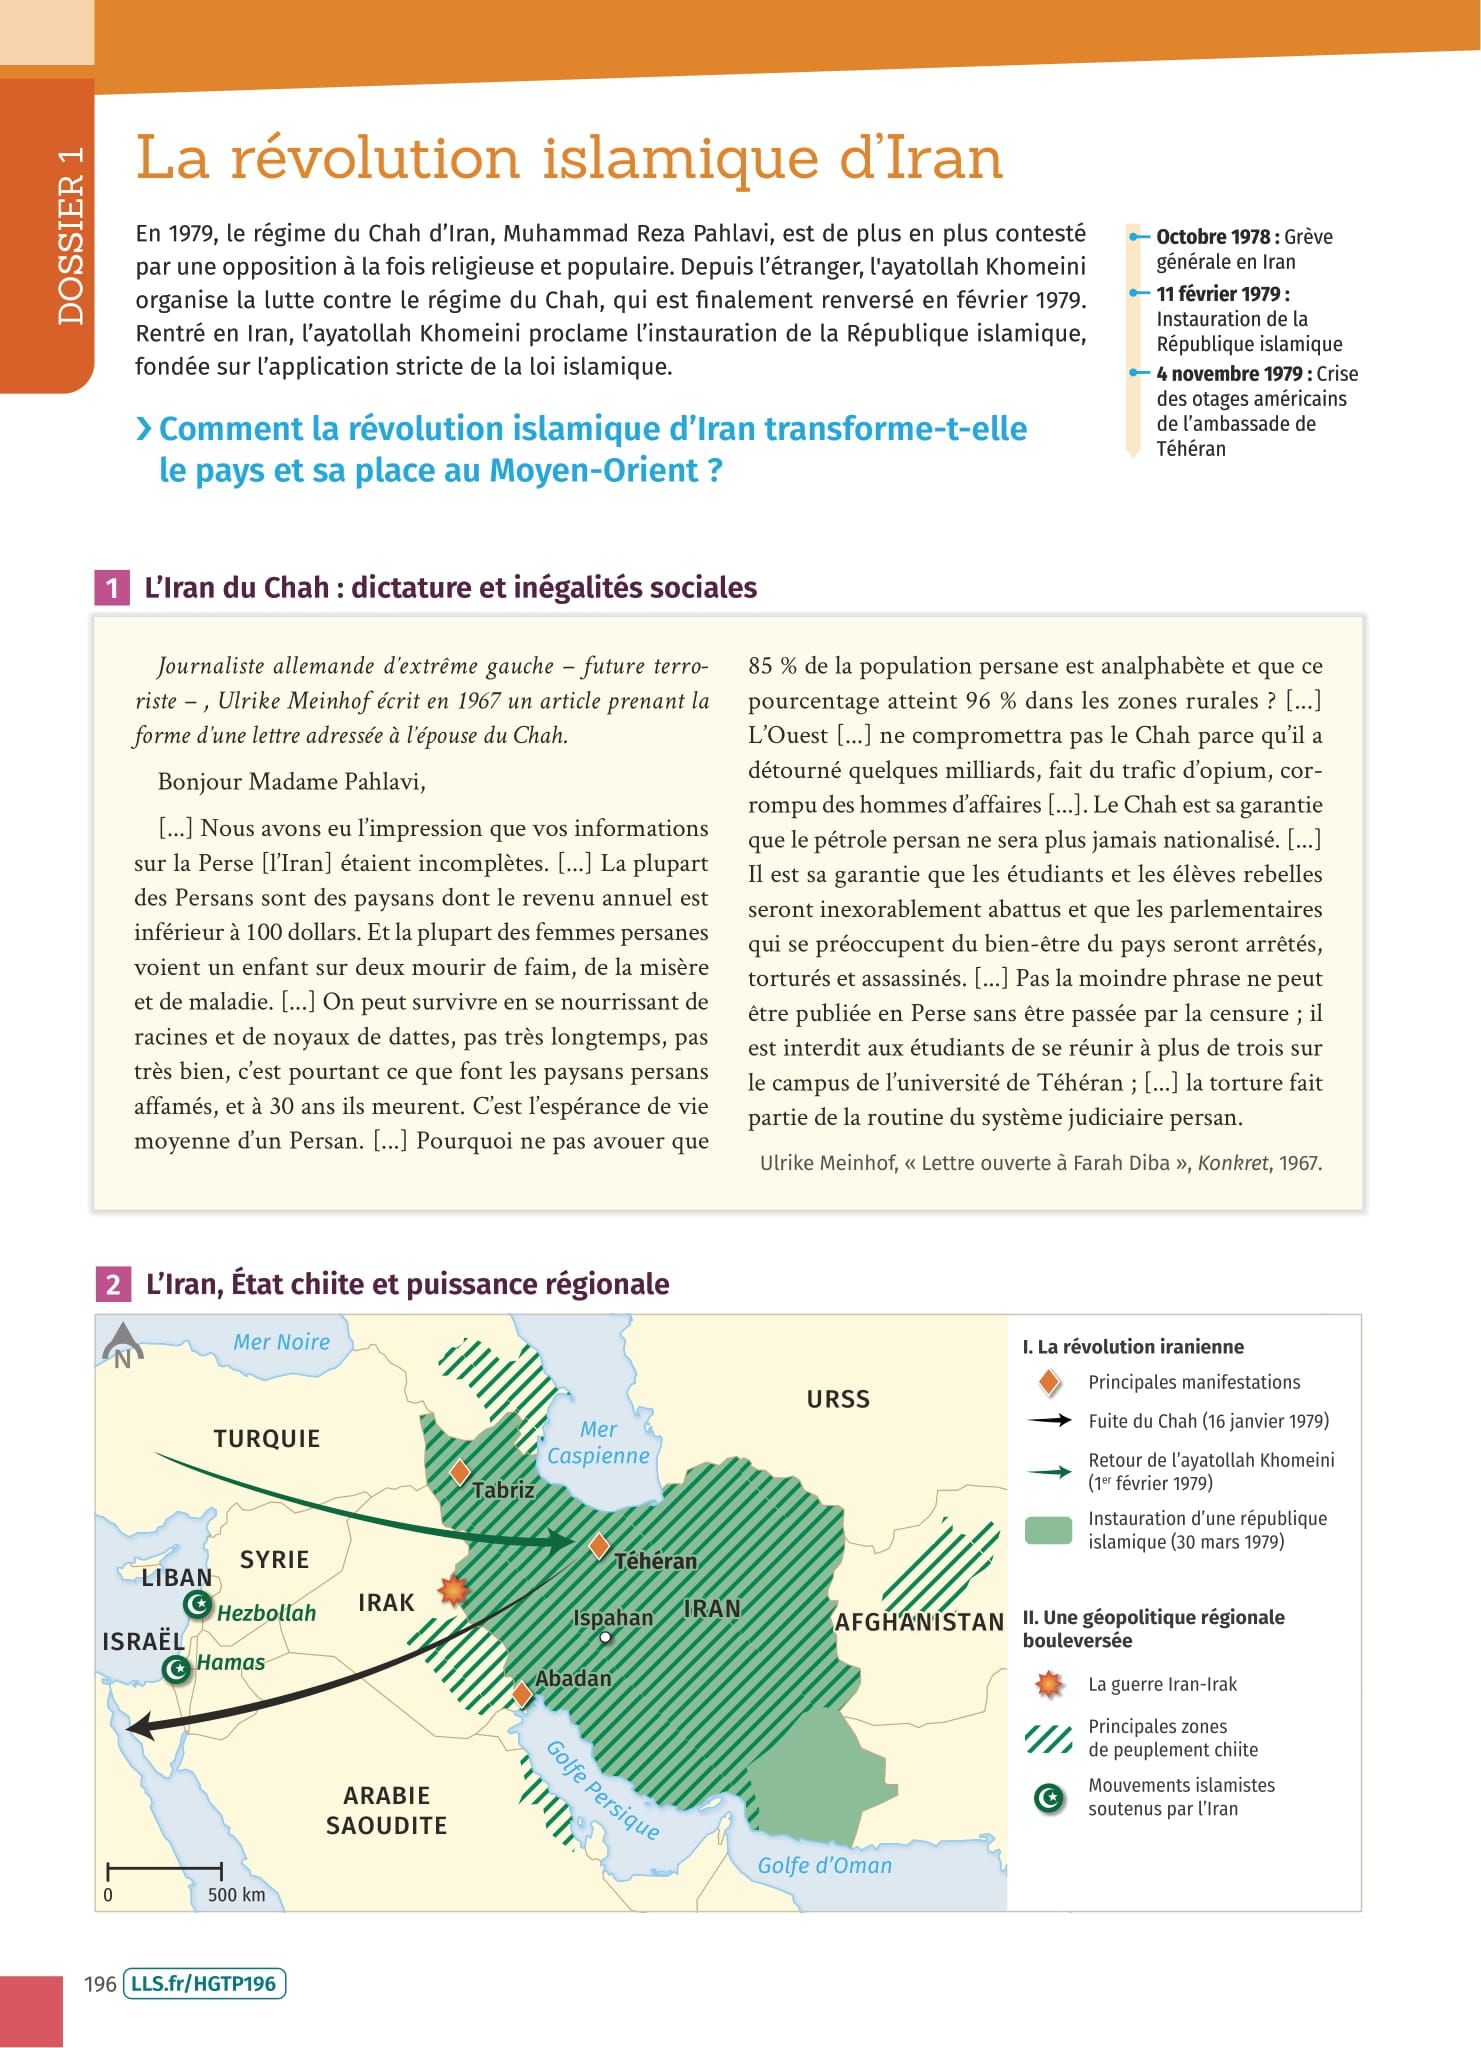 DOSSIER 1
La révolution islamique d’Iran
En 1979, le régime du Chah d’Iran, Muhammad Reza Pahlavi, est de plus en plus contesté
par une opposition à la fois religieuse et populaire. Depuis l’étranger, l'ayatollah Khomeini
organise la lutte contre le régime du Chah, qui est finalement renversé en février 1979.
Rentré en Iran, l’ayatollah Khomeini proclame l’instauration de la République islamique,
fondée sur l’application stricte de la loi islamique.
› Comment la révolution islamique d’Iran transforme-t-elle
le pays et sa place au Moyen-Orient ?
Octobre 1978 : Grève
générale en Iran
11 février 1979 :
Instauration de la
République islamique
4 novembre 1979 : Crise
des otages américains
de l’ambassade de
Téhéran
1 L’Iran du Chah : dictature et inégalités sociales
Journaliste allemande d’extrême gauche – future terro-
riste – , Ulrike Meinhof écrit en 1967 un article prenant la
forme d’une lettre adressée à l’épouse du Chah.
Bonjour Madame Pahlavi,
[...] Nous avons eu l’impression que vos informations
sur la Perse [l’Iran] étaient incomplètes. [...] La plupart
des Persans sont des paysans dont le revenu annuel est
inférieur à 100 dollars. Et la plupart des femmes persanes
voient un enfant sur deux mourir de faim, de la misère
et de maladie. [...] On peut survivre en se nourrissant de
racines et de noyaux de dattes, pas très longtemps, pas
très bien, c’est pourtant ce que font les paysans persans
affamés, et à 30 ans ils meurent. C’est l’espérance de vie
moyenne d’un Persan. [...] Pourquoi ne pas avouer que
85 % de la population persane est analphabète et que ce
pourcentage atteint 96 % dans les zones rurales ? [...]
L’Ouest [...] ne compromettra pas le Chah parce qu’il a
détourné quelques milliards, fait du trafic d’opium, cor-
rompu des hommes d’affaires [...]. Le Chah est sa garantie
que le pétrole persan ne sera plus jamais nationalisé. [...]
Il est sa garantie que les étudiants et les élèves rebelles
seront inexorablement abattus et que les parlementaires
qui se préoccupent du bien-être du pays seront arrêtés,
torturés et assassinés. [...] Pas la moindre phrase ne peut
être publiée en Perse sans être passée par la censure ; il
est interdit aux étudiants de se réunir à plus de trois sur
le campus de l’université de Téhéran ; [...] la torture fait
partie de la routine du système judiciaire persan.
Ulrike Meinhof, « Lettre ouverte à Farah Diba », Konkret, 1967.
2 L’Iran, État chiite et puissance régionale
N
Mer Noire
TURQUIE
URSS
Mer
Caspienne
Tabriz
Téhéran
SYRIE
LIBAN
Hezbollah
IRAK
Ispahan
IRAN
AFGHANISTAN
ISRAËL
Hamas
Abadan
Golfe Persique
ARABIE
SAOUDITE
Golfe d’Oman
0
500 km
I. La révolution iranienne
Principales manifestations
Fuite du Chah (16 janvier 1979)
Retour de l’ayatollah Khomeini
(1er février 1979)
Instauration d’une république
islamique (30 mars 1979)
II. Une géopolitique régionale
bouleversée
La guerre Iran-Irak
Principales zones
de peuplement chiite
Mouvements islamistes
soutenus par l’Iran
196 LLS.fr/HGTP196